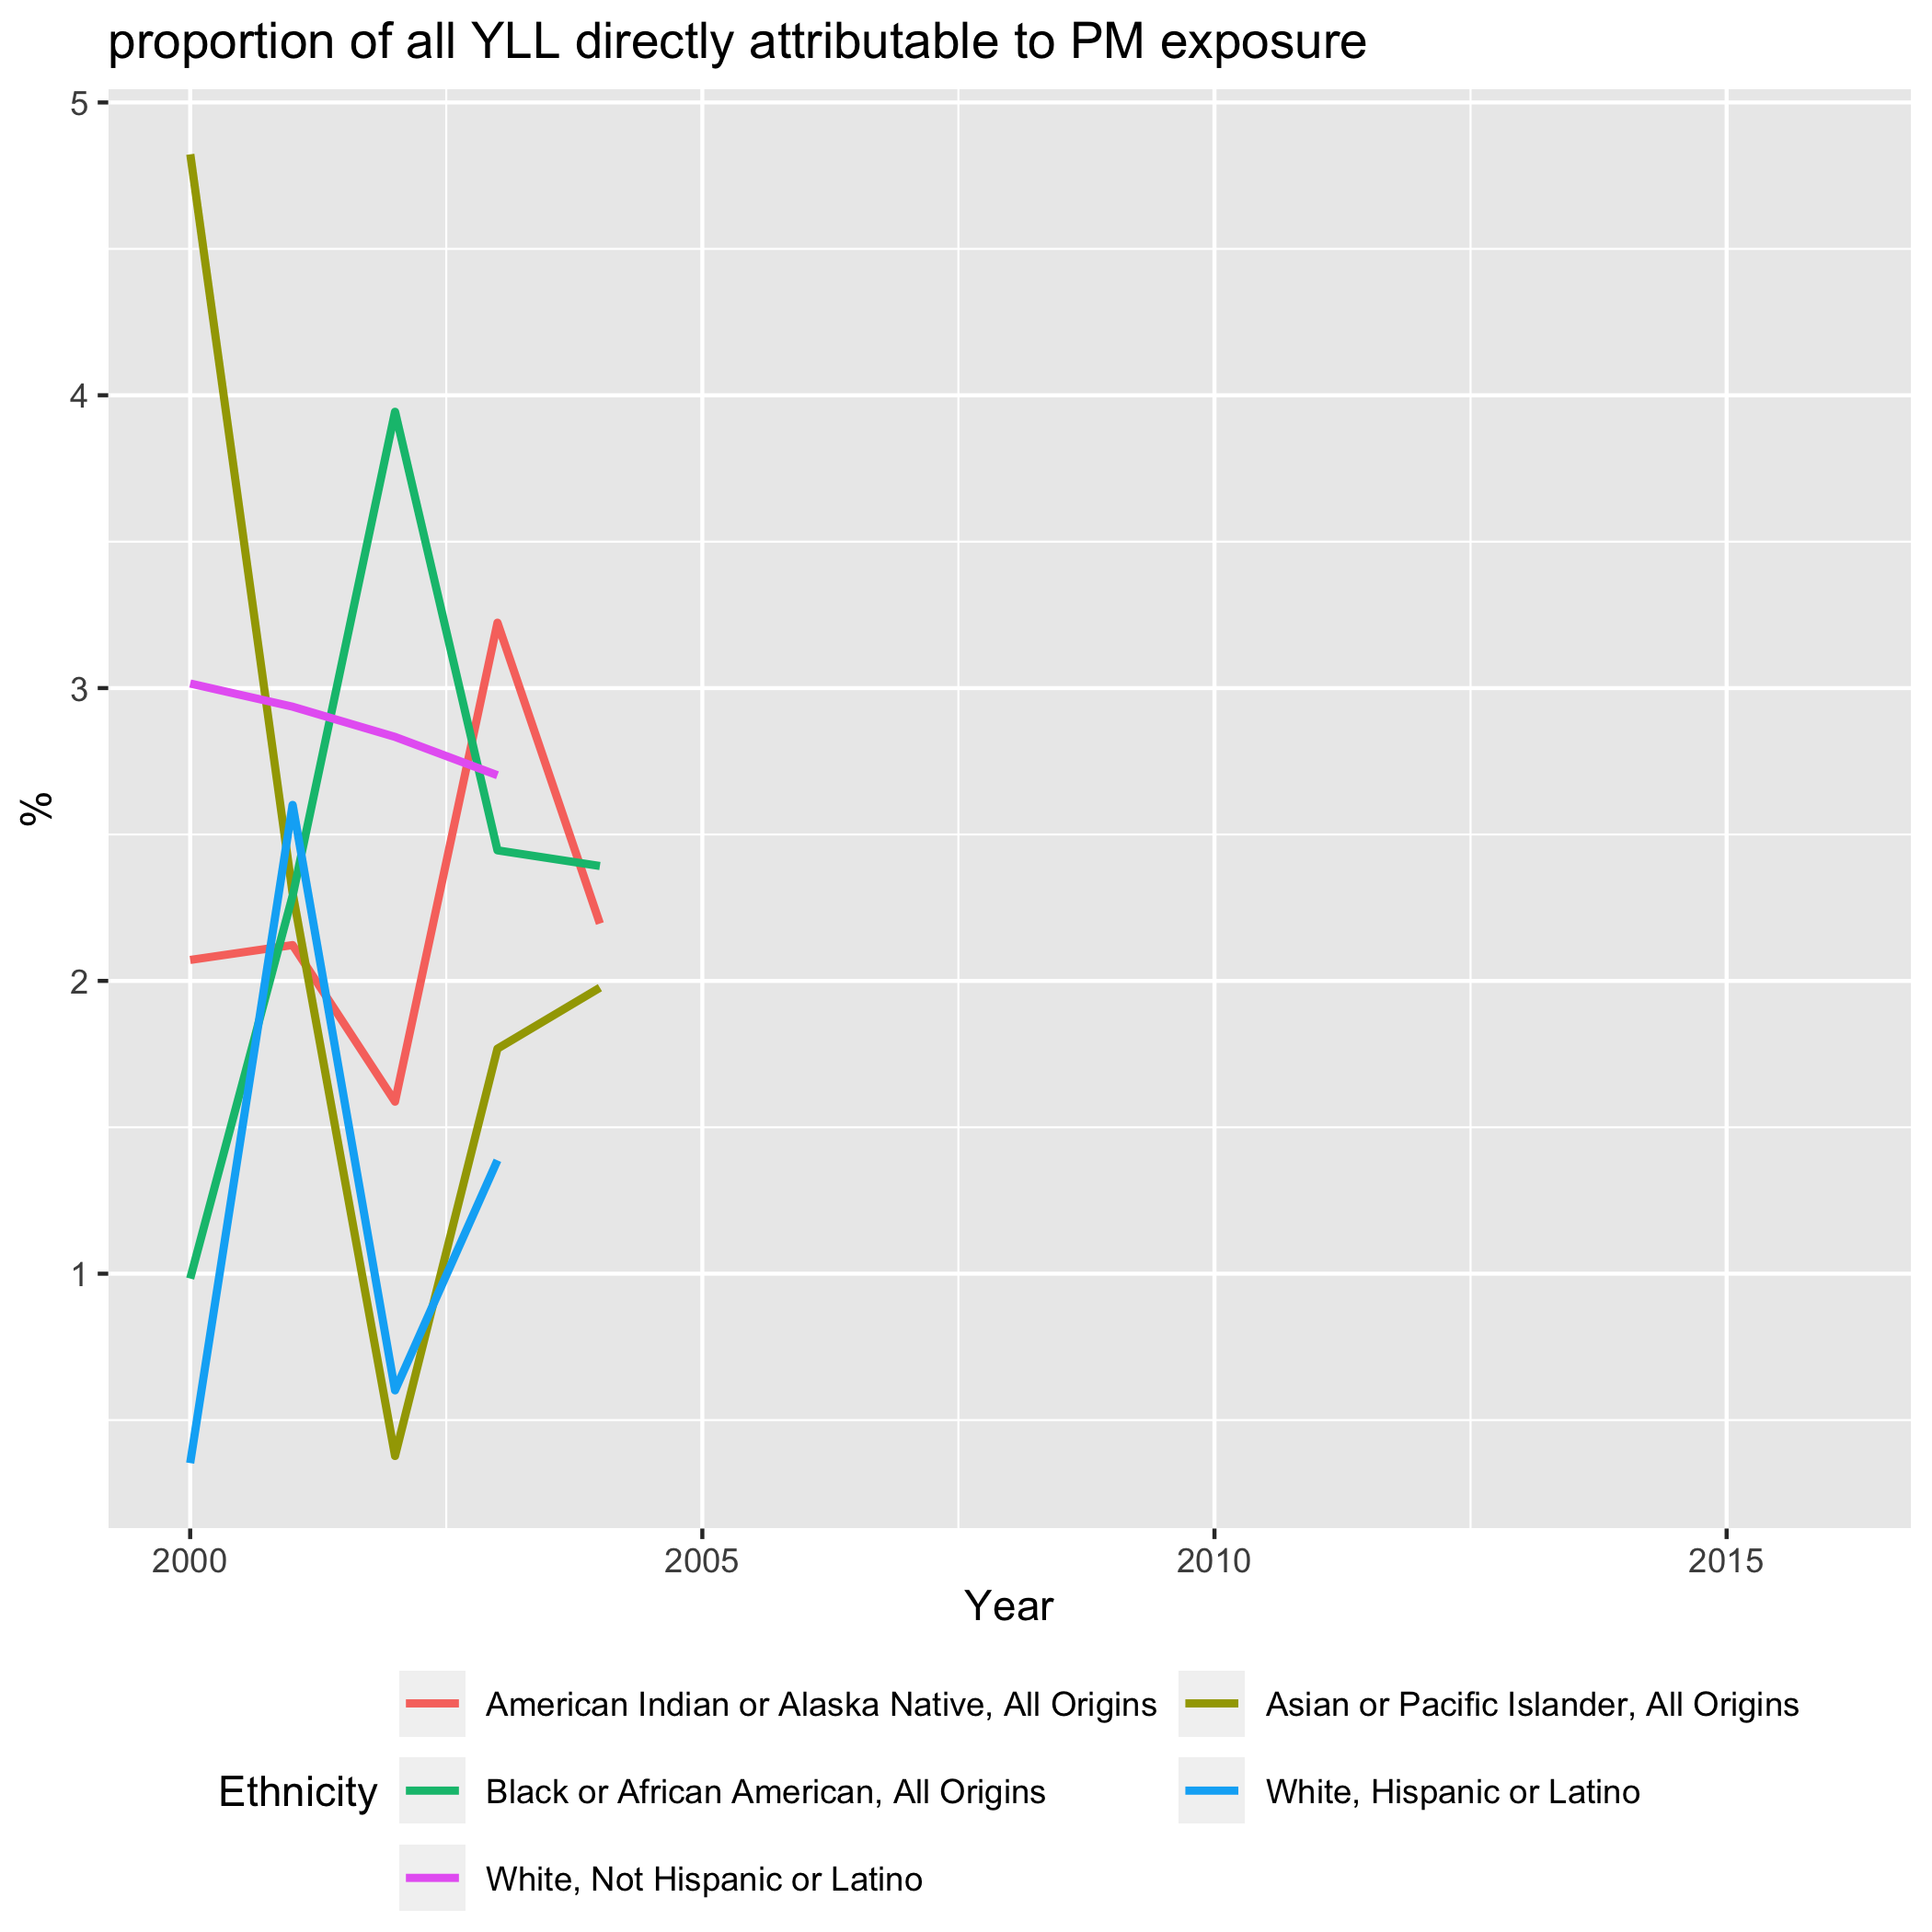 proportion of all YLL directly attributable to PM exposure
5
4
3
2
1
%
2000 2005 2010 2015
Year
Ethnicity
American Indian or Alaska Native, All Origins
Asian or Pacific Islander, All Origins
Black or African American, All Origins
White, Hispanic or Latino
White, Not Hispanic or Latino